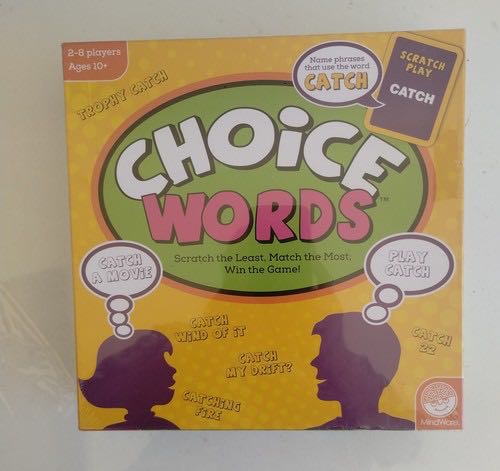 2-8 players
Ages 10+
TROPHY CATCH
Name phrases
that use the word
CATCH
SCRATCH
PLAY
CATCH
CHOiCE
WORDS™
Scratch the Least, Match the Most,
Win the Game!
CATCH
A MOViE
PLAY
CATCH
CATCH
WiND OF iT
CATCH
MY DRiFT?
CATCHiNG
FiRE
CATCH
22
MindWare